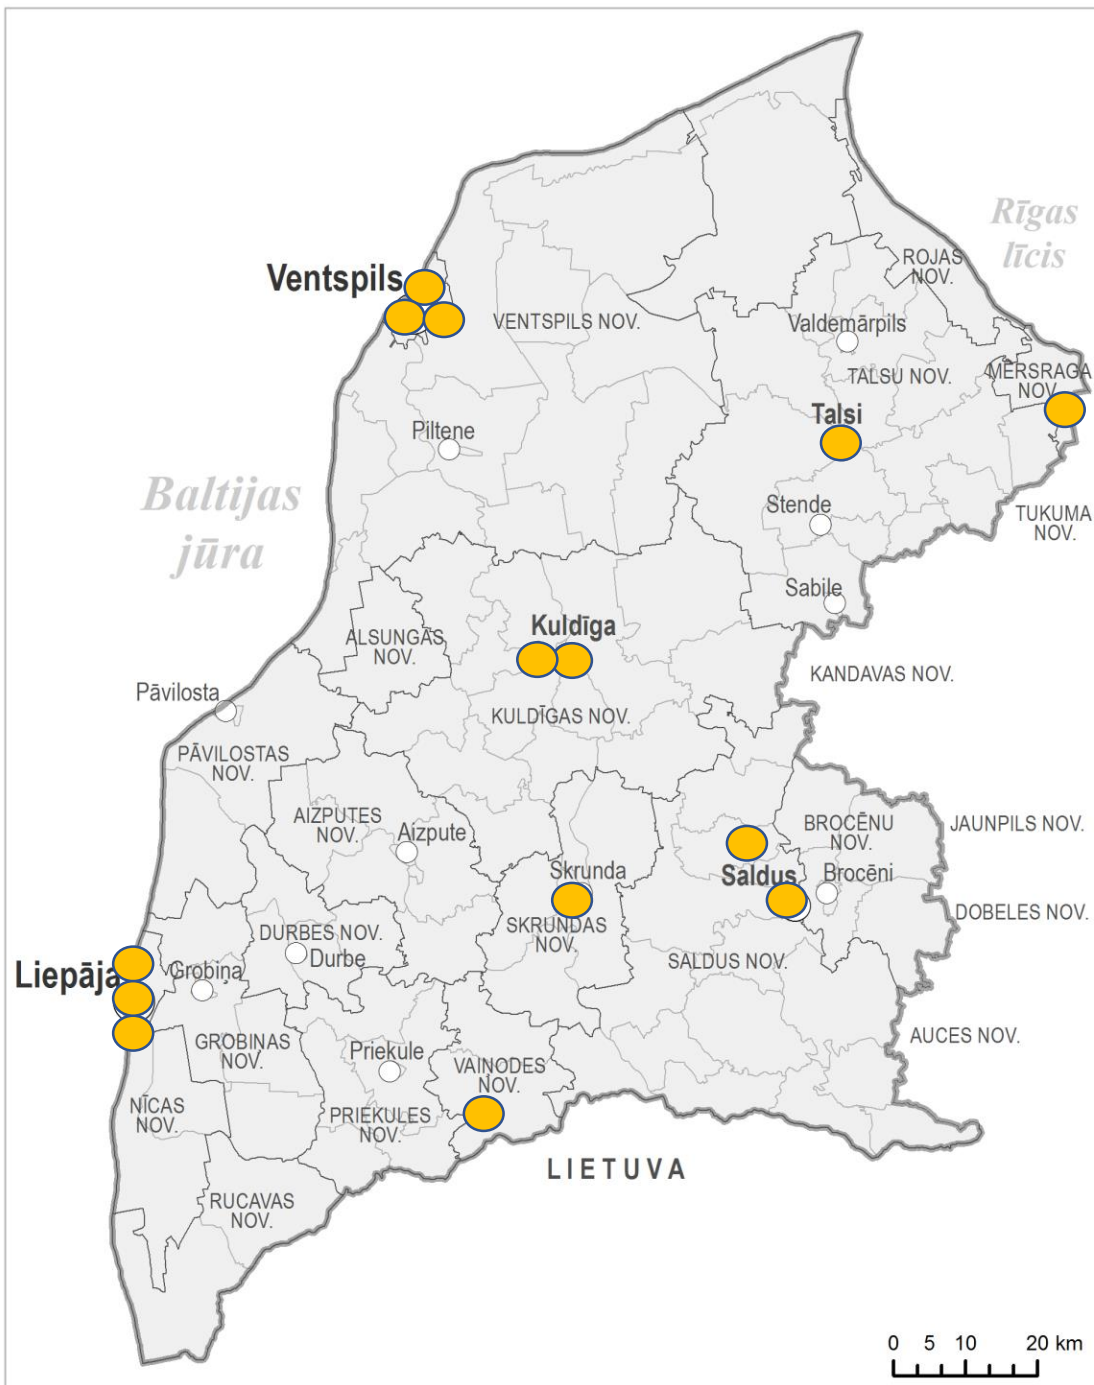 Rīgas
līcis
ROJAS
NOV.
Ventspils
VENTSPILS NOV.
Valdemārpils
MĒRSRAGA
NOV.
TALSU NOV.
Talsi
Piltene
Baltijas
jūra
Stende
TUKUMA
NOV.
Sabile
Kuldīga
ALSUNGAS
NOV.
KANDAVAS NOV.
Pāvilosta
KULDĪGAS NOV.
PĀVILOSTAS
NOV.
AIZPUTES
NOV.
Aizpute
BROCĒNU
NOV.
JAUNPILS NOV.
Skrunda
Saldus
Brocēni
DOBELES NOV.
SKRUNDAS
NOV.
DURBES NOV.
Durbe
SALDUS NOV.
Liepāja
Grobiņa
AUCES NOV.
GROBIŅAS
NOV.
Priekule
VAIŅODES
NOV.
NĪCAS
NOV.
PRIEKULES
NOV.
LIETUVA
RUCAVAS
NOV.
0 5 10 20 km